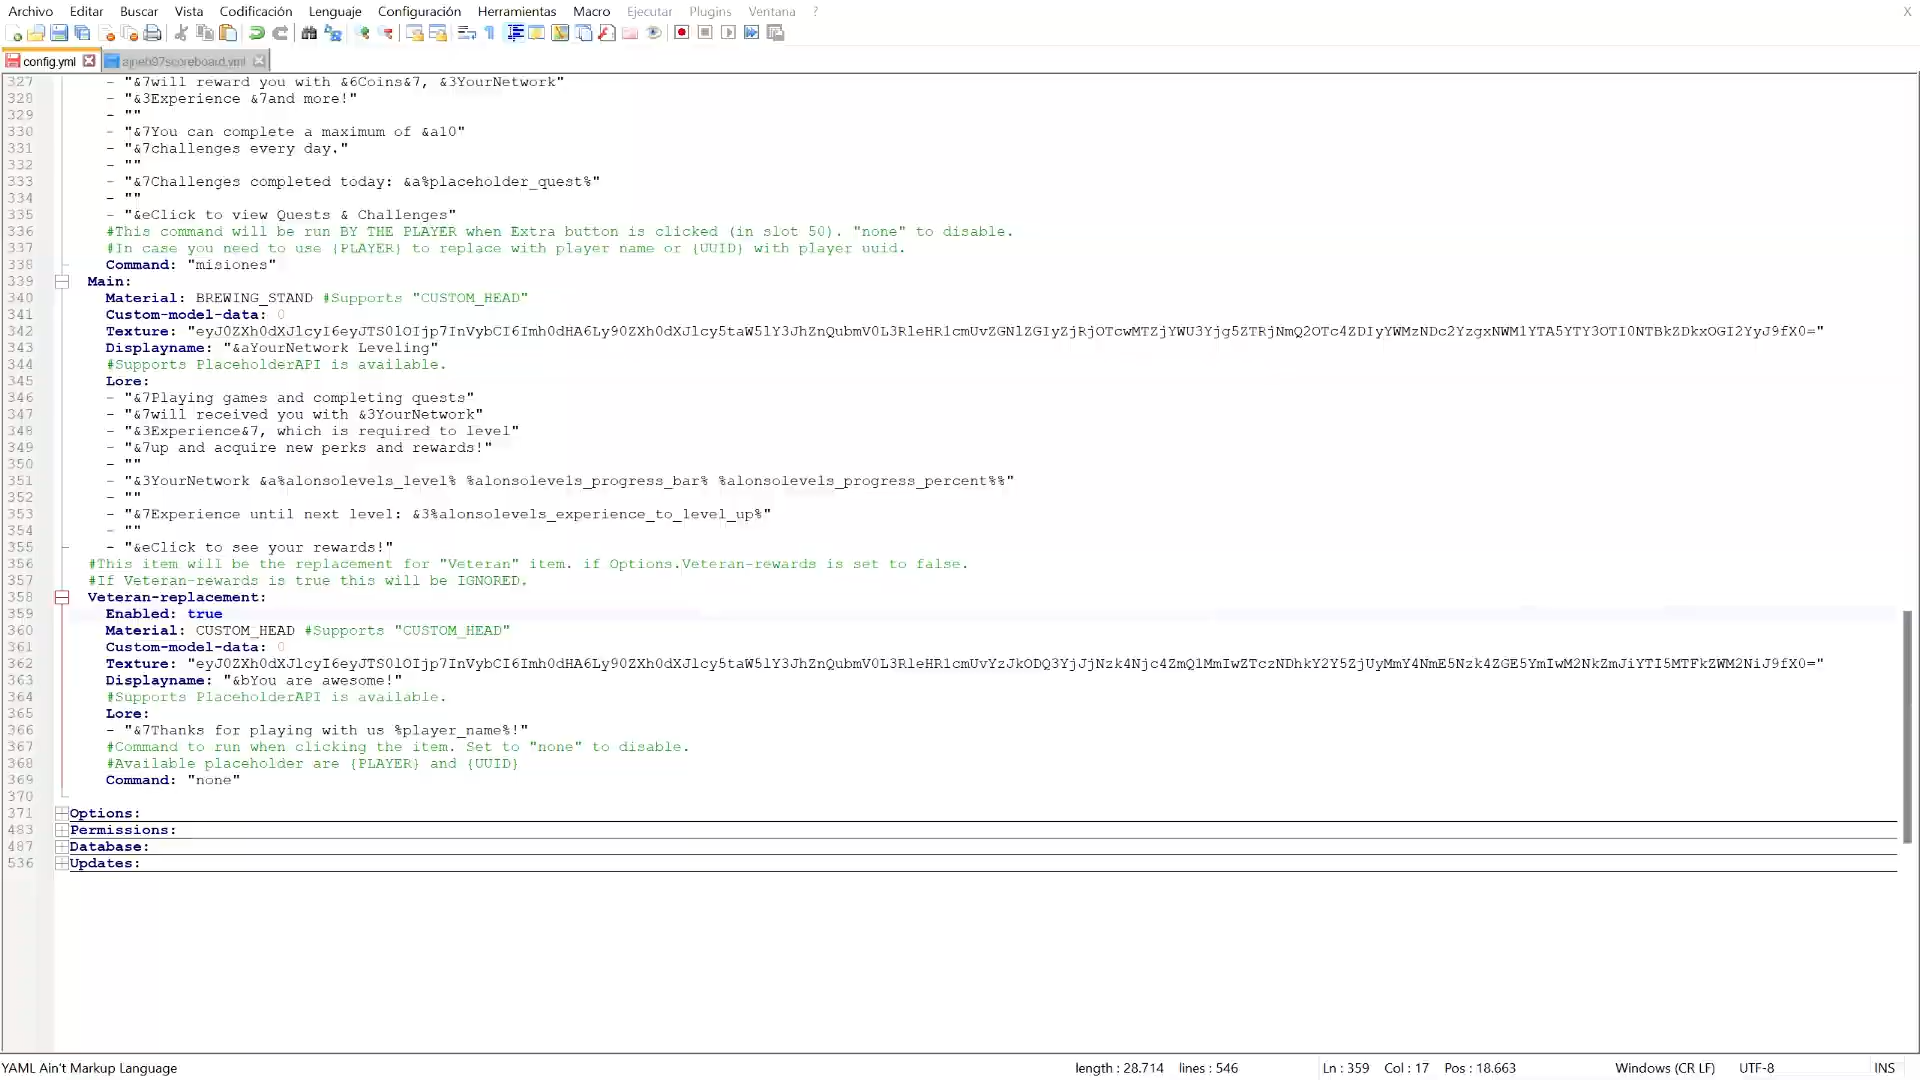 Archivo Editar Buscar Vista Codificación Lenguaje Configuración Herramientas Macro Ejecutar Plugins Ventana ? X
config.yml
327 - "&7will reward you with &6Coins&7, &3YourNetwork"
328 - "&3Experience &7and more!"
329 - ""
330 - "&7You can complete a maximum of &a10"
331 - "&7challenges every day."
332 - ""
333 - "&7Challenges completed today: &a%placeholder_quest%"
334 - ""
335 - "&eClick to view Quests & Challenges"
336 #This command will be run BY THE PLAYER when Extra button is clicked (in slot 50). "none" to disable.
337 #In case you need to use {PLAYER} to replace with player name or {UUID} with player uuid.
338 Command: "misiones"
339 Main:
340 Material: BREWING_STAND #Supports "CUSTOM_HEAD"
341 Custom-model-data: 0
342 Texture:
343 Displayname: "&aYourNetwork Leveling"
344 #Supports PlaceholderAPI is available.
345 Lore:
346 - "&7Playing games and completing quests"
347 - "&7will received you with &3YourNetwork"
348 - "&3Experience&7, which is required to level"
349 - "&7up and acquire new perks and rewards!"
350 - ""
351 - "&3YourNetwork &a%alonsolevels_level% %alonsolevels_progress_bar% %alonsolevels_progress_percent%%"
352 - ""
353 - "&7Experience until next level: &3%alonsolevels_experience_to_level_up%"
354 - ""
355 - "&eClick to see your rewards!"
356 #This item will be the replacement for "Veteran" item. if Options.Veteran-rewards is set to false.
357 #If Veteran-rewards is true this will be IGNORED.
358 Veteran-replacement:
359 Enabled: true
360 Material: CUSTOM_HEAD #Supports "CUSTOM_HEAD"
361 Custom-model-data: 0
362 Texture:
363 Displayname: "&bYou are awesome!"
364 #Supports PlaceholderAPI is available.
365 Lore:
366 - "&7Thanks for playing with us %player_name%!"
367 #Command to run when clicking the item. Set to "none" to disable.
368 #Available placeholder are {PLAYER} and {UUID}
369 Command: "none"
370
371 Options:
483 Permissions:
487 Database:
536 Updates:
YAML Ain't Markup Language length : 28.714 lines : 546 Ln : 359 Col : 17 Pos : 18.663 Windows (CR LF) UTF-8 INS